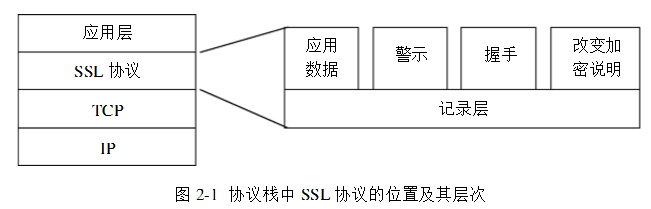 应用层
SSL 协议
TCP
IP
应用
数据
警示
握手
改变加
密说明
记录层
图 2-1 协议栈中 SSL 协议的位置及其层次